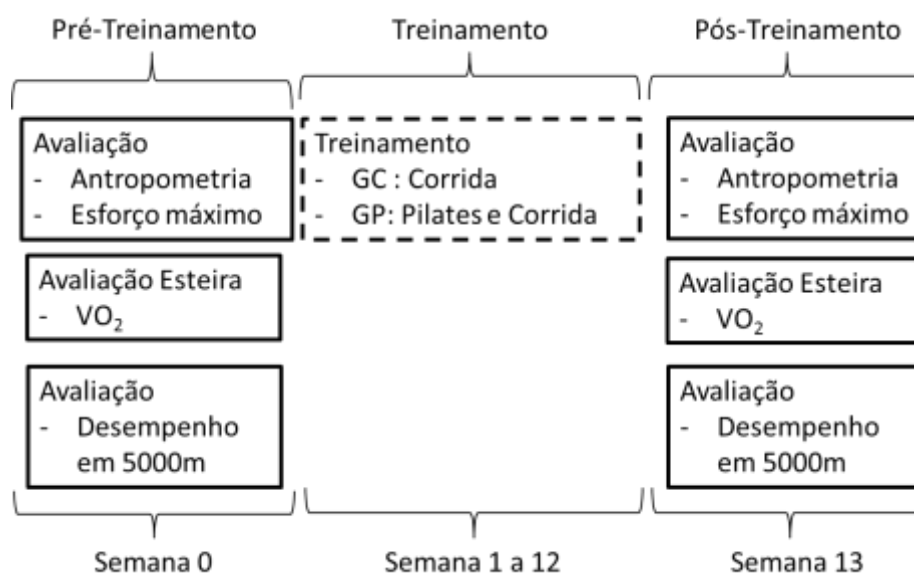 Pré-Treinamento
Treinamento
Pós-Treinamento
Avaliação
- Antropometria
- Esforço máximo
Avaliação Esteira
- VO₂
Avaliação
- Desempenho
em 5000m
Treinamento
- GC : Corrida
- GP: Pilates e Corrida
Avaliação
- Antropometria
- Esforço máximo
Avaliação Esteira
- VO₂
Avaliação
- Desempenho
em 5000m
Semana 0
Semana 1 a 12
Semana 13